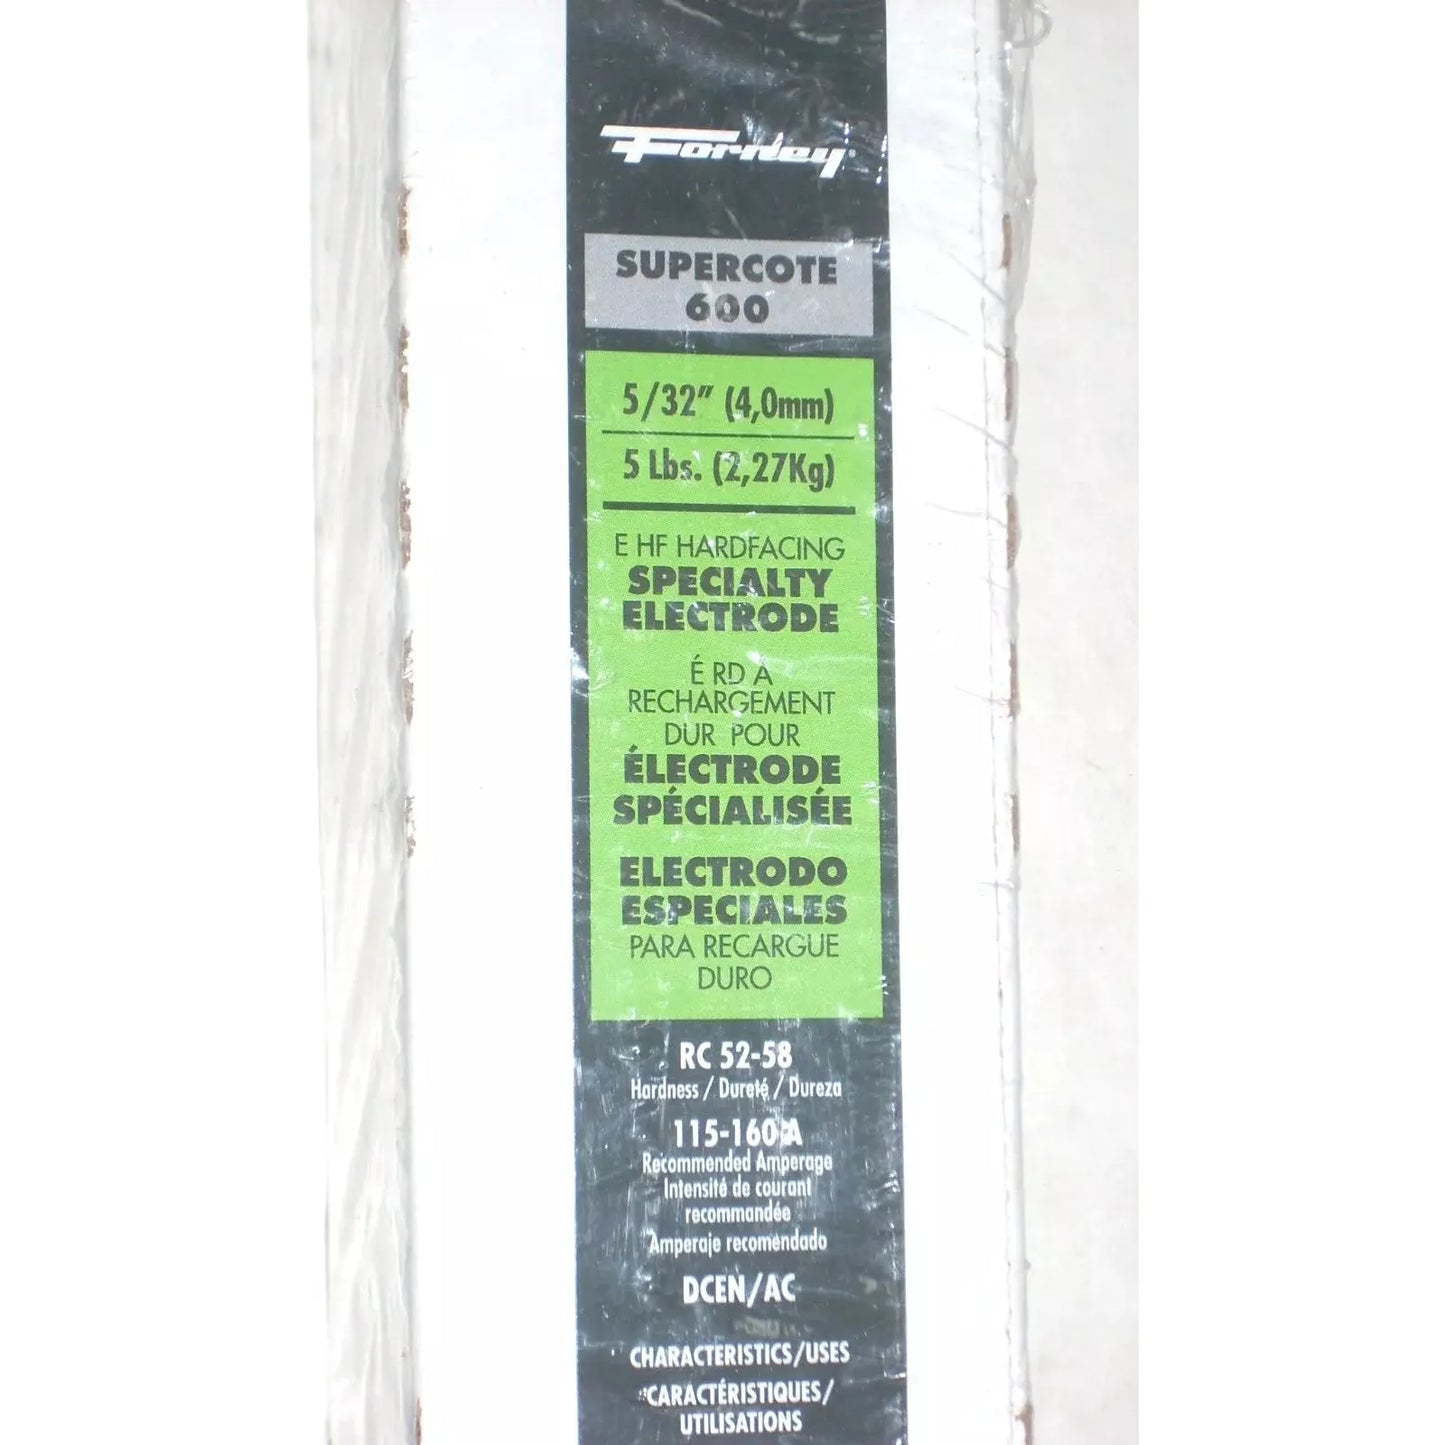 Forney®
SUPERCOTE
600
5/32" (4,0mm)
5 Lbs. (2,27Kg)
E HF HARDFACING
SPECIALTY
ELECTRODE
É RD À
RECHARGEMENT
DUR POUR
ÉLECTRODE
SPÉCIALISÉE
ELECTRODO
ESPECIALES
PARA RECARGUE
DURO
RC 52-58
Hardness / Dureté / Dureza
115-160 A
Recommended Amperage
Intensité de courant
recommandée
Amperaje recomendado
DCEN/AC
CHARACTERISTICS/USES
CARACTÉRISTIQUES/
UTILISATIONS